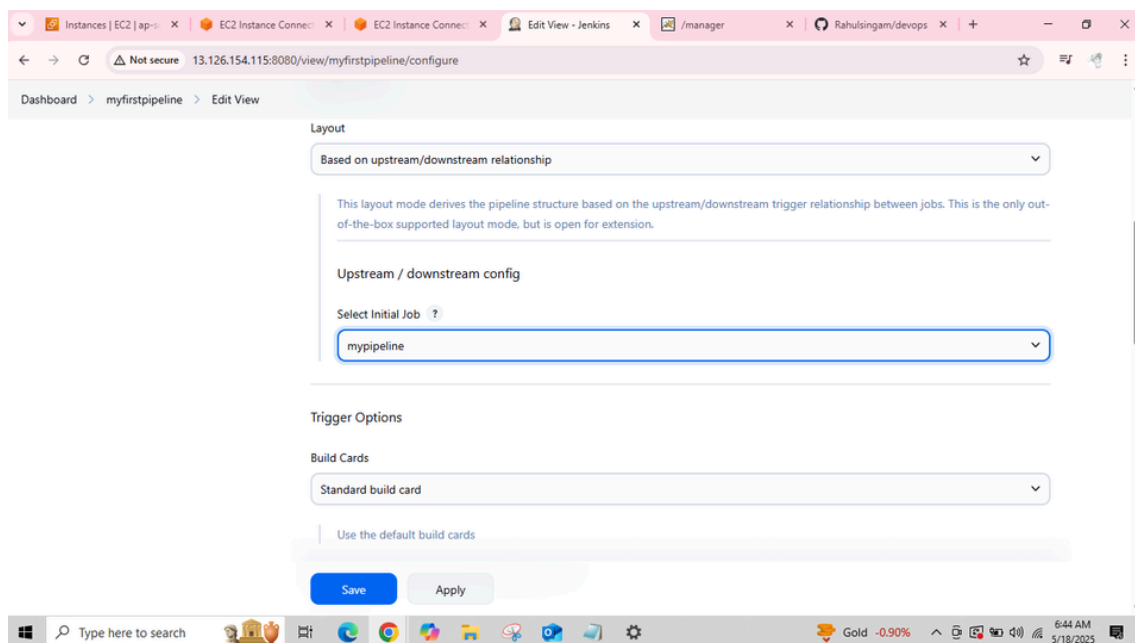 Instances | EC2 | ap-s
EC2 Instance Connect
EC2 Instance Connect
Edit View - Jenkins
/manager
Rahulsingam/devops
Not secure
13.126.154.115:8080/view/myfirstpipeline/configure
Dashboard > myfirstpipeline > Edit View
Layout
Based on upstream/downstream relationship
This layout mode derives the pipeline structure based on the upstream/downstream trigger relationship between jobs. This is the only out-
of-the-box supported layout mode, but is open for extension.
Upstream / downstream config
Select Initial Job ?
mypipeline
Trigger Options
Build Cards
Standard build card
Use the default build cards
Save
Apply
Type here to search
Gold -0.90%
6:44 AM
5/18/2025